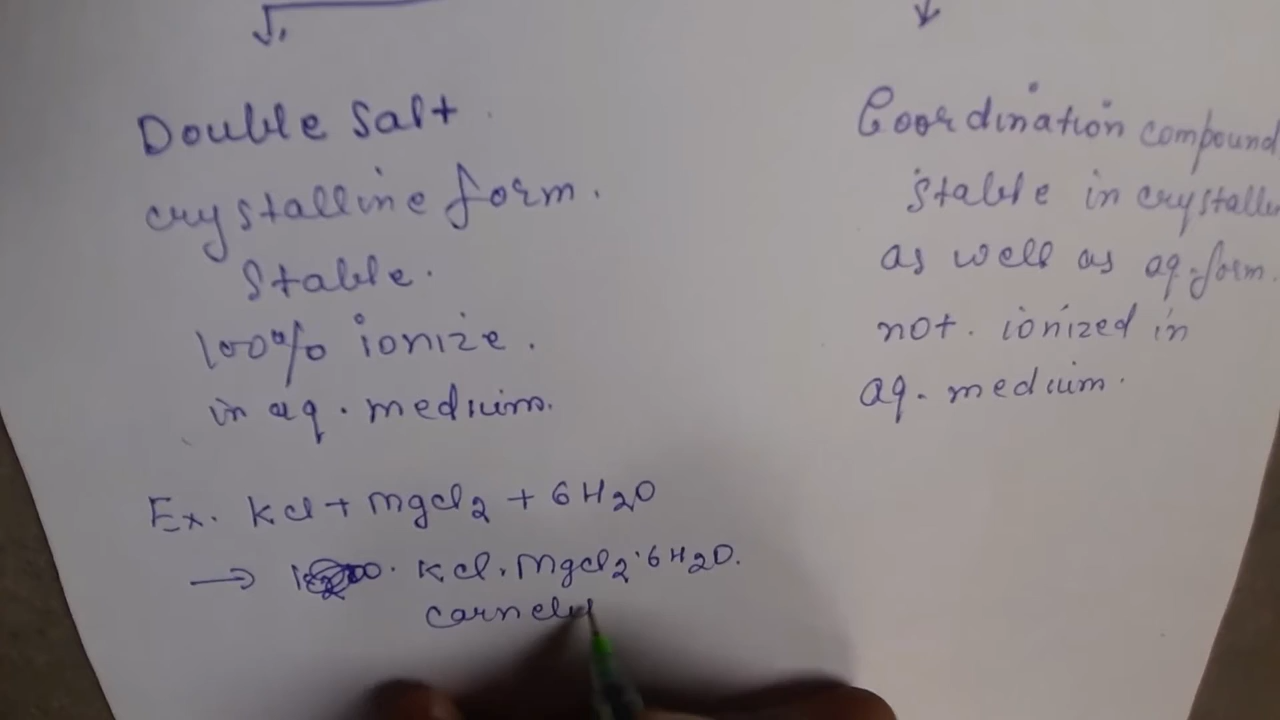 Double salt.
crystalline form.
stable.
100% ionize.
in aq. medium.
Ex. KCl + MgCl2 + 6H2O
→ KCl. MgCl2·6H2O.
Coordination compound
stable in
as well as aq. form.
not. ionized in
aq. medium.